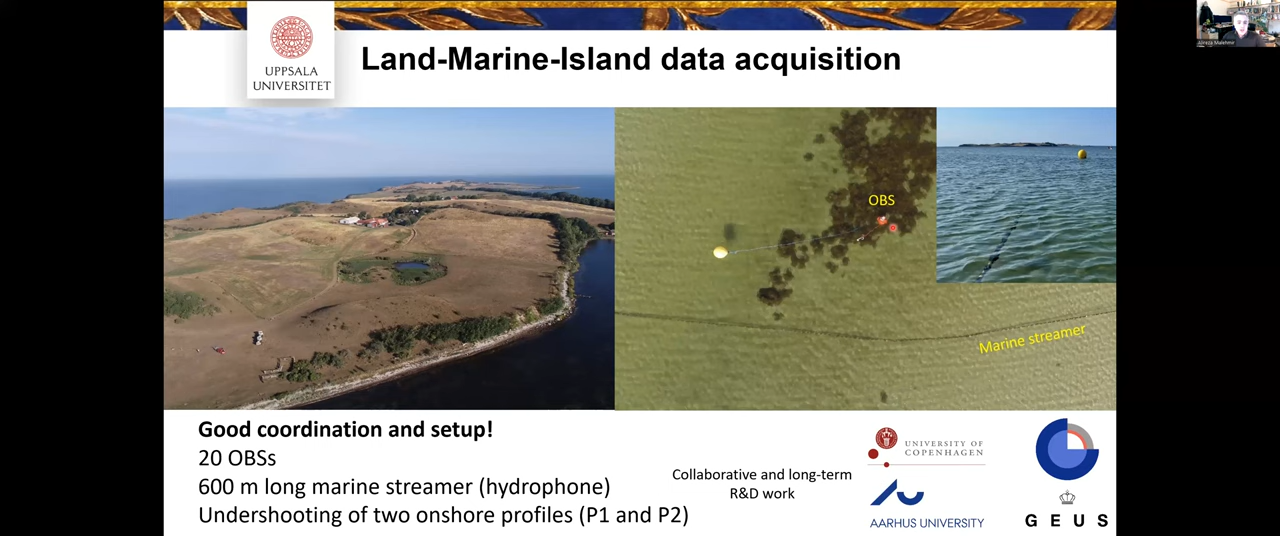 Land-Marine-Island data acquisition
UPPSALA
UNIVERSITET
Alireza Malehmir
OBS
Marine streamer
Good coordination and setup!
20 OBSs
600 m long marine streamer (hydrophone)
Undershooting of two onshore profiles (P1 and P2)
Collaborative and long-term
R&D work
UNIVERSITY OF
COPENHAGEN
AARHUS UNIVERSITY
G E U S